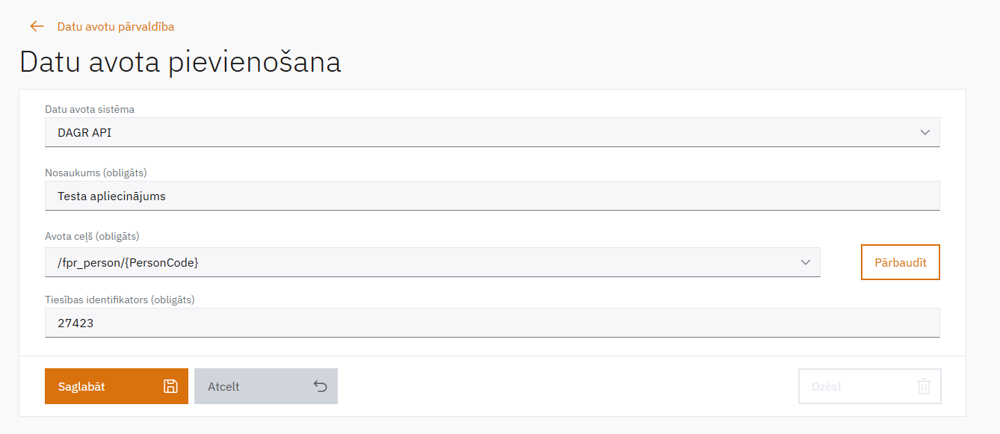 Datu avotu pārvaldība
Datu avota pievienošana
Datu avota sistēma
DAGR API
Nosaukums (obligāts)
Testa apliecinājums
Avota ceļš (obligāts)
/fpr_person/{PersonCode}
Pārbaudīt
Tiesības identifikators (obligāts)
27423
Saglabāt
Atcelt
Dzēst